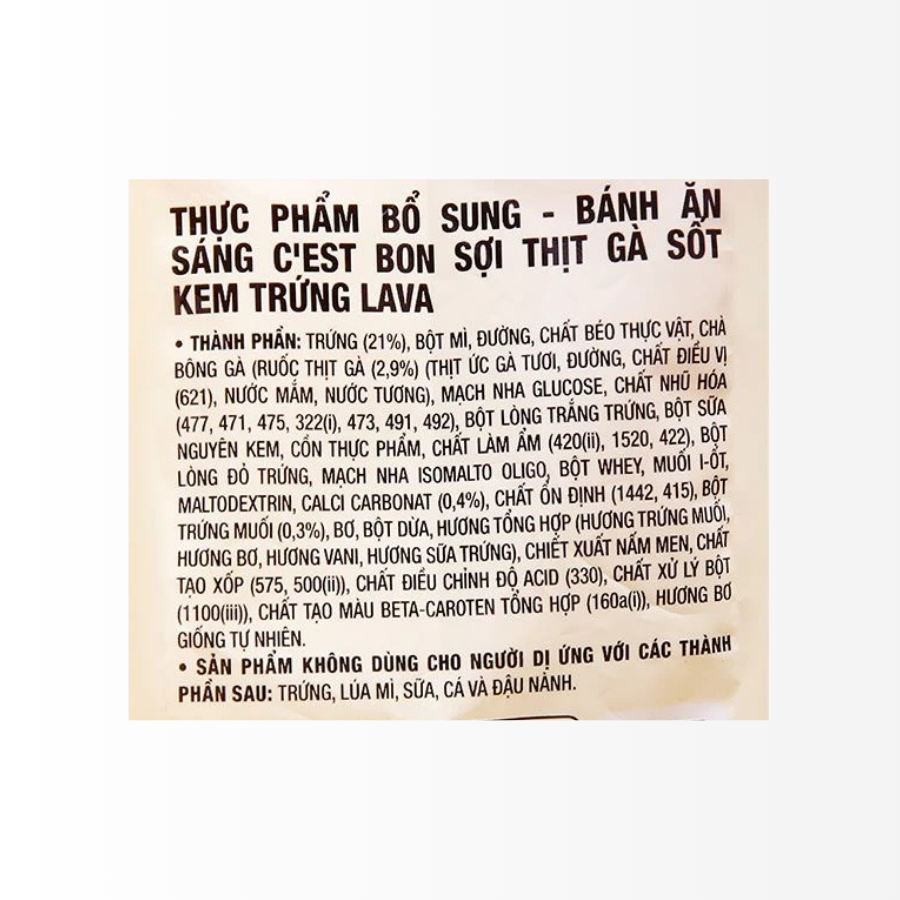 THỰC PHẨM BỔ SUNG - BÁNH ĂN
SÁNG C'EST BON SỢI THỊT GÀ SỐT
KEM TRỨNG LAVA
• THÀNH PHẦN: TRỨNG (21%), BỘT MÌ, ĐƯỜNG, CHẤT BÉO THỰC VẬT, CHÀ
BÔNG GÀ (RUỐC THỊT GÀ (2,9%) (THỊT ỨC GÀ TƯƠI, ĐƯỜNG, CHẤT ĐIỀU VỊ
(621), NƯỚC MẮM, NƯỚC TƯƠNG), MẠCH NHA GLUCOSE, CHẤT NHŨ HÓA
(477, 471, 475, 322(i), 473, 491, 492), BỘT LÒNG TRẮNG TRỨNG, BỘT SỮA
NGUYÊN KEM, CỒN THỰC PHẨM, CHẤT LÀM ẨM (420(ii), 1520, 422), BỘT
LÒNG ĐỎ TRỨNG, MẠCH NHA ISOMALTO OLIGO, BỘT WHEY, MUỐI I-ỐT,
MALTODEXTRIN, CALCI CARBONAT (0,4%), CHẤT ỔN ĐỊNH (1442, 415), BỘT
TRỨNG MUỐI (0,3%), BƠ, BỘT DỪA, HƯƠNG TỔNG HỢP (HƯƠNG TRỨNG MUỐI,
HƯƠNG BƠ, HƯƠNG VANI, HƯƠNG SỮA TRỨNG), CHIẾT XUẤT NẤM MEN, CHẤT
TẠO XỐP (575, 500(ii)), CHẤT ĐIỀU CHỈNH ĐỘ ACID (330), CHẤT XỬ LÝ BỘT
(1100(iii)), CHẤT TẠO MÀU BETA-CAROTEN TỔNG HỢP (160a(i)), HƯƠNG BƠ
GIỐNG TỰ NHIÊN.
• SẢN PHẨM KHÔNG DÙNG CHO NGƯỜI DỊ ỨNG VỚI CÁC THÀNH
PHẦN SAU: TRỨNG, LÚA MÌ, SỮA, CÁ VÀ ĐẬU NÀNH.